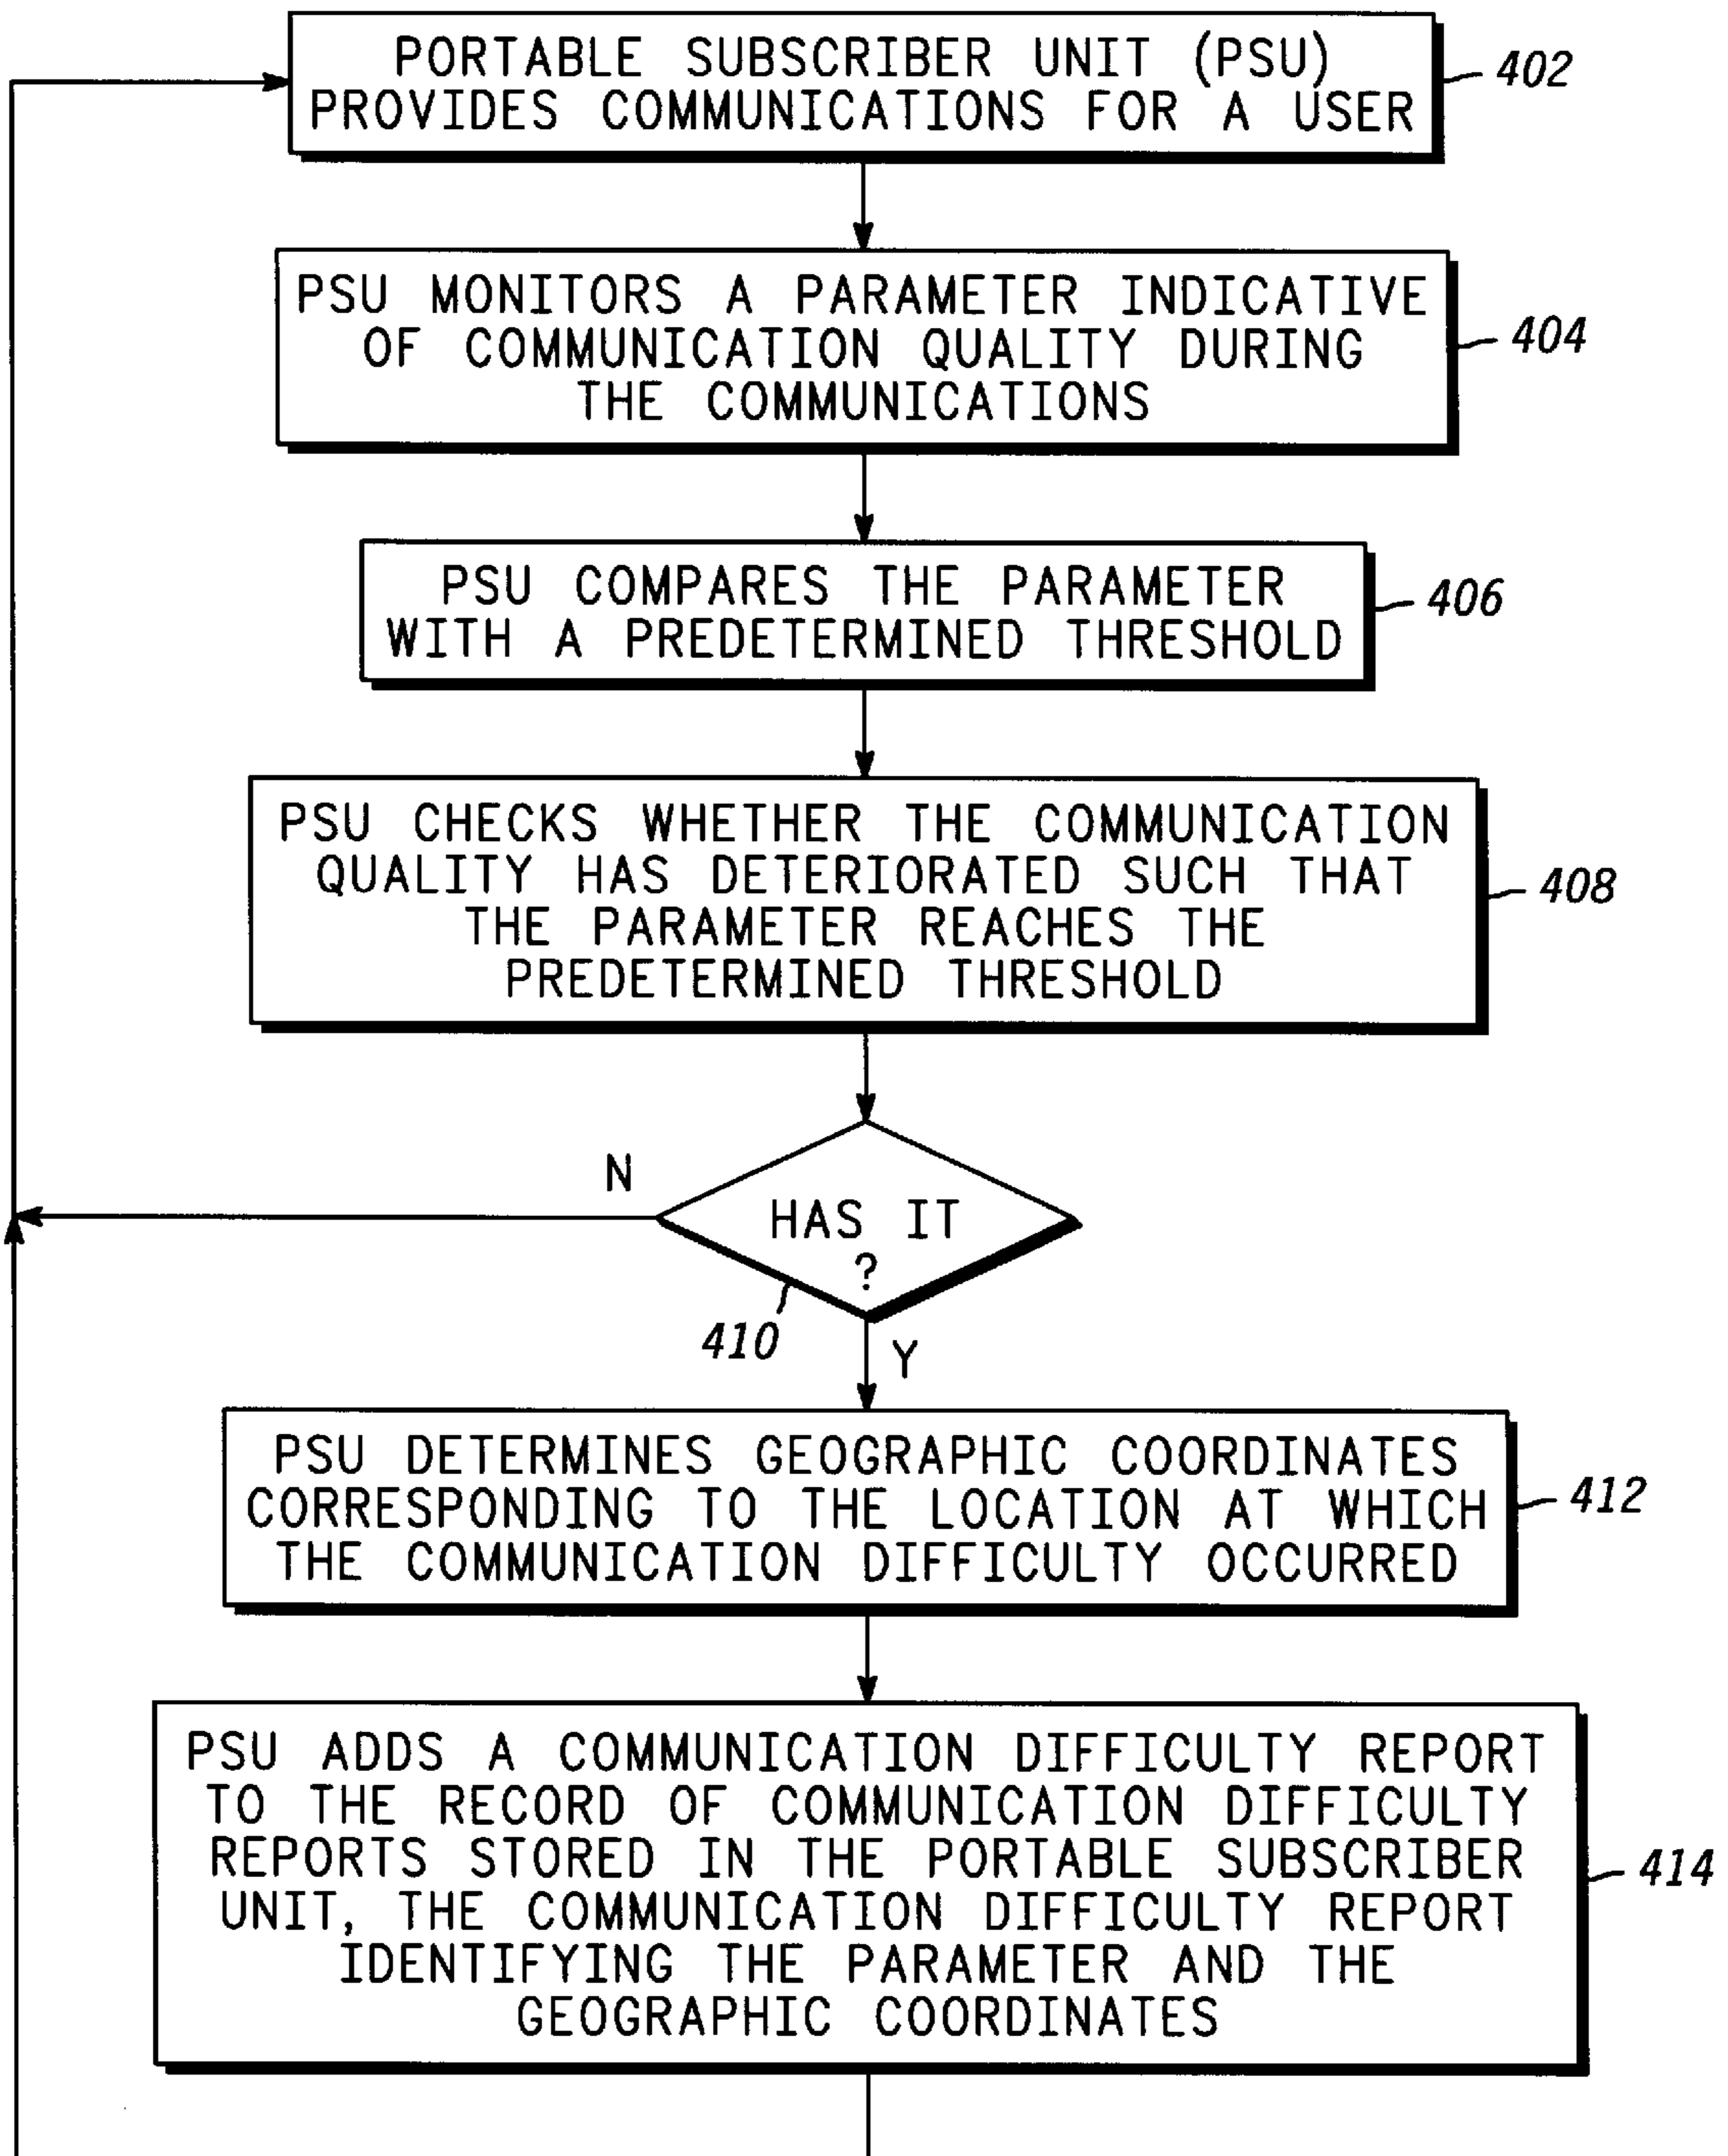 PORTABLE SUBSCRIBER UNIT (PSU)
PROVIDES COMMUNICATIONS FOR A USER
402
PSU MONITORS A PARAMETER INDICATIVE
OF COMMUNICATION QUALITY DURING
THE COMMUNICATIONS
404
PSU COMPARES THE PARAMETER
WITH A PREDETERMINED THRESHOLD
406
PSU CHECKS WHETHER THE COMMUNICATION
QUALITY HAS DETERIORATED SUCH THAT
THE PARAMETER REACHES THE
PREDETERMINED THRESHOLD
408
N
HAS IT
?
410
Y
PSU DETERMINES GEOGRAPHIC COORDINATES
CORRESPONDING TO THE LOCATION AT WHICH
THE COMMUNICATION DIFFICULTY OCCURRED
412
PSU ADDS A COMMUNICATION DIFFICULTY REPORT
TO THE RECORD OF COMMUNICATION DIFFICULTY
REPORTS STORED IN THE PORTABLE SUBSCRIBER
UNIT, THE COMMUNICATION DIFFICULTY REPORT
IDENTIFYING THE PARAMETER AND THE
GEOGRAPHIC COORDINATES
414